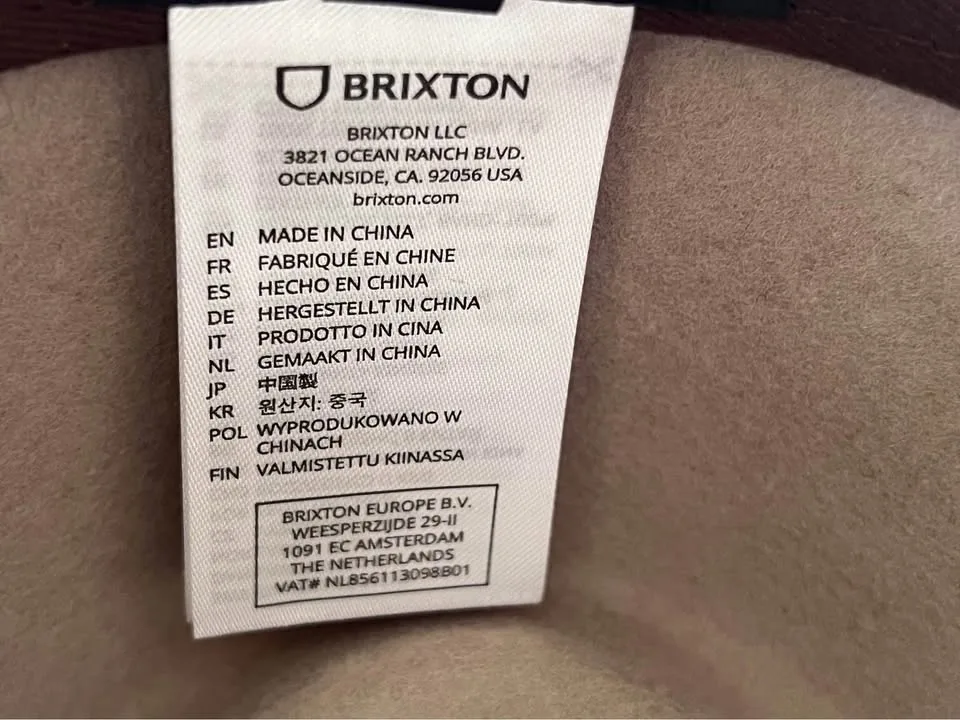 BRIXTON
BRIXTON LLC
3821 OCEAN RANCH BLVD.
OCEANSIDE, CA. 92056 USA
brixton.com
EN MADE IN CHINA
FR FABRIQUÉ EN CHINE
ES HECHO EN CHINA
DE HERGESTELLT IN CHINA
IT PRODOTTO IN CINA
NL GEMAAKT IN CHINA
JP 中国製
KR 원산지: 중국
POL WYPRODUKOWANO W
CHINACH
FIN VALMISTETTU KIINASSA
BRIXTON EUROPE B.V.
WEESPERZIJDE 29-II
1091 EC AMSTERDAM
THE NETHERLANDS
VAT# NL856113098B01